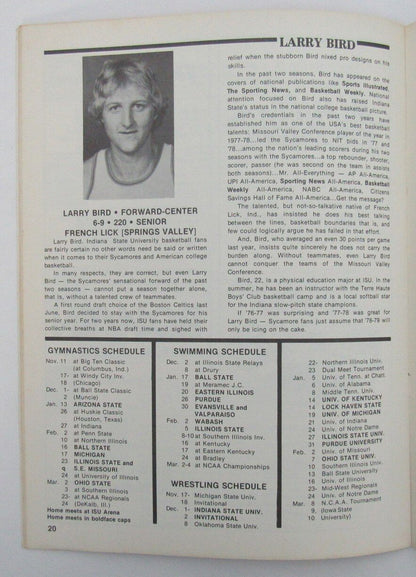 LARRY BIRD
LARRY BIRD • FORWARD-CENTER
6-9 • 220 • SENIOR
FRENCH LICK [SPRINGS VALLEY]
Larry Bird. Indiana State University basketball fans
are fairly certain no other words need be said or written
when it comes to their Sycamores and American college
basketball.
In many respects, they are correct, but even Larry
Bird — the Sycamores' sensational forward of the past
two seasons — cannot put a season together alone,
that is, without a talented crew of teammates.
A first round draft choice of the Boston Celtics last
June, Bird decided to stay with the Sycamores for his
senior year. For two years now, ISU fans have held their
collective breaths at NBA draft time and sighed with
relief when the stubborn Bird nixed pro designs on his
skills.
In the past two seasons, Bird has appeared on the
covers of national publications like Sports Illustrated,
The Sporting News, and Basketball Weekly. National
attention focused on Bird also has raised Indiana
State's status in the national college basketball picture.
Bird's credentials in the past two years have
established him as one of the USA's best basketball
talents: Missouri Valley Conference player of the year in
1977-78...led the Sycamores to NIT bids in '77 and
'78...among the nation's leading scorers during his two
seasons with the Sycamores...a top rebounder, shooter,
scorer, passer (he was second on the team in assists
both seasons)...Mr. All-Everything — AP All-America,
UPI All-America, Sporting News All-America, Basketball
Weekly All-America, NABC All-America, Citizens
Savings All-America...Get the message?
The talented, but not-so-talkative native of French
Lick, Ind., has insisted he does his best talking
between the lines, basketball boundaries that is, and
few could logically argue he has failed in that effort.
And, Bird, who averaged an even 30 points per game
last year, insists quite sincerely he does not carry the
burden along. Without teammates, even Larry Bird
cannot conquer the teams of the Missouri Valley
Conference.
Bird, 22, is a physical education major at ISU. In the
summer, he has been an instructor with the Terre Haute
Boys' Club basketball camp and is a local softball star
for the Indiana slow-pitch state champions.
If '76-77 was surprising and '77-78 was great for
Larry Bird — Sycamore fans just assume that '78-79 will
only be icing on the cake.
GYMNASTICS SCHEDULE
Nov. 11 at Big Ten Classic
(at Columbus, Ind.)
17- at Windy City Inv.
18 (Chicago)
Dec. 1- at Ball State Classic
2 (Muncie)
Jan. 13 ARIZONA STATE
26 at Huskie Classic
(Houston, Texas)
27 at Indiana
Feb. 2 at Penn State
10 at Northern Illinois
16 BALL STATE
17 MICHIGAN
23 ILLINOIS STATE and
q S.E. MISSOURI
24 at University of Illinois
Mar. 2 OHIO STATE
3 at Southern Illinois
23- at NCAA Regionals
24 (DeKalb, Ill.)
Home meets at ISU Arena
Home meets in boldface caps
SWIMMING SCHEDULE
Dec. 2 at Illinois State Relays
8 at Drury
Jan. 17 BALL STATE
19 at Meramec J.C.
20 EASTERN ILLINOIS
26 PURDUE
30 EVANSVILLE and
VALPARAISO
Feb. 2 WABASH
5 ILLINOIS STATE
8-10 at Southern Illinois Inv.
16 at Kentucky
17 at Eastern Kentucky
24 at Bradley
Mar. 2-4 at NCAA Championships
WRESTLING SCHEDULE
Nov. 17- Michigan State Univ.
18 Invitational
Dec. 1- INDIANA STATE UNIV.
2 INVITATIONAL
8 Oklahoma State Univ.
22- Northern Illinois Univ.
23 Dual Meet Tournament
Jan. 5 Univ. of Tenn. at Chatt.
6 Univ. of Alabama
8 Middle Tenn. Univ.
13 UNIV. OF KENTUCKY
14 LOCK HAVEN STATE
19 UNIV. OF MICHIGAN
21 Univ. of Indiana
24 Univ. of Notre Dame
27 ILLINOIS STATE UNIV.
31 PURDUE UNIVERSITY
Feb. 2 Univ. of Missouri
7 OHIO STATE UNIV.
10 Southern Illinois Univ.
13 Ball State University
16 Indiana Univ.
23- Mid-West Regionals
24 Univ. of Notre Dame
Mar. 8 N.C.A.A. Tournament
9, (Iowa State
10 University)
20